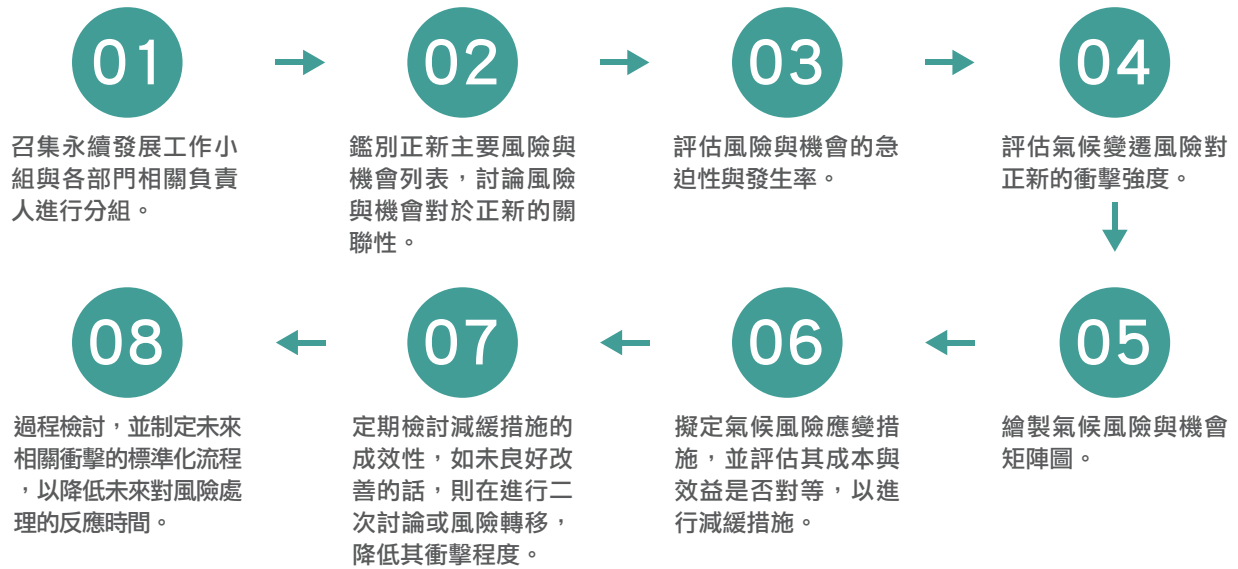 01
召集永續發展工作小
組與各部門相關負責
人進行分組。
02
鑑別正新主要風險與
機會列表，討論風險
與機會對於正新的關
聯性。
03
評估風險與機會的急
迫性與發生率。
04
評估氣候變遷風險對
正新的衝擊強度。
05
繪製氣候風險與機會
矩陣圖。
06
擬定氣候風險應變措
施，並評估其成本與
效益是否對等，以進
行減緩措施。
07
定期檢討減緩措施的
成效性，如未良好改
善的話，則在進行二
次討論或風險轉移，
降低其衝擊程度。
08
過程檢討，並制定未來
相關衝擊的標準化流程
，以降低未來對風險處
理的反應時間。